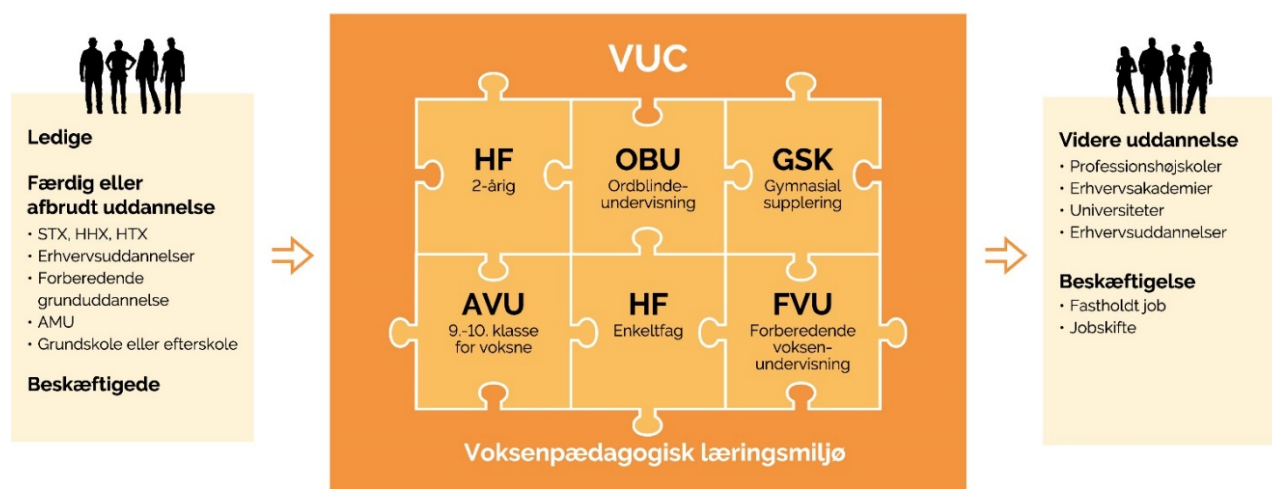 Ledige
Færdig eller
afbrudt uddannelse
• STX, HHX, HTX
• Erhvervsuddannelser
• Forberedende
grunduddannelse
• AMU
• Grundskole eller efterskole
Beskæftigede
VUC
HF
2-årig
OBU
Ordblinde-
undervisning
GSK
Gymnasial
supplering
AVU
9.-10. klasse
for voksne
HF
Enkeltfag
FVU
Forberedende
voksen-
undervisning
Voksenpædagogisk læringsmiljø
Videre uddannelse
• Professionshøjskoler
• Erhvervsakademier
• Universiteter
• Erhvervsuddannelser
Beskæftigelse
• Fastholdt job
• Jobskifte